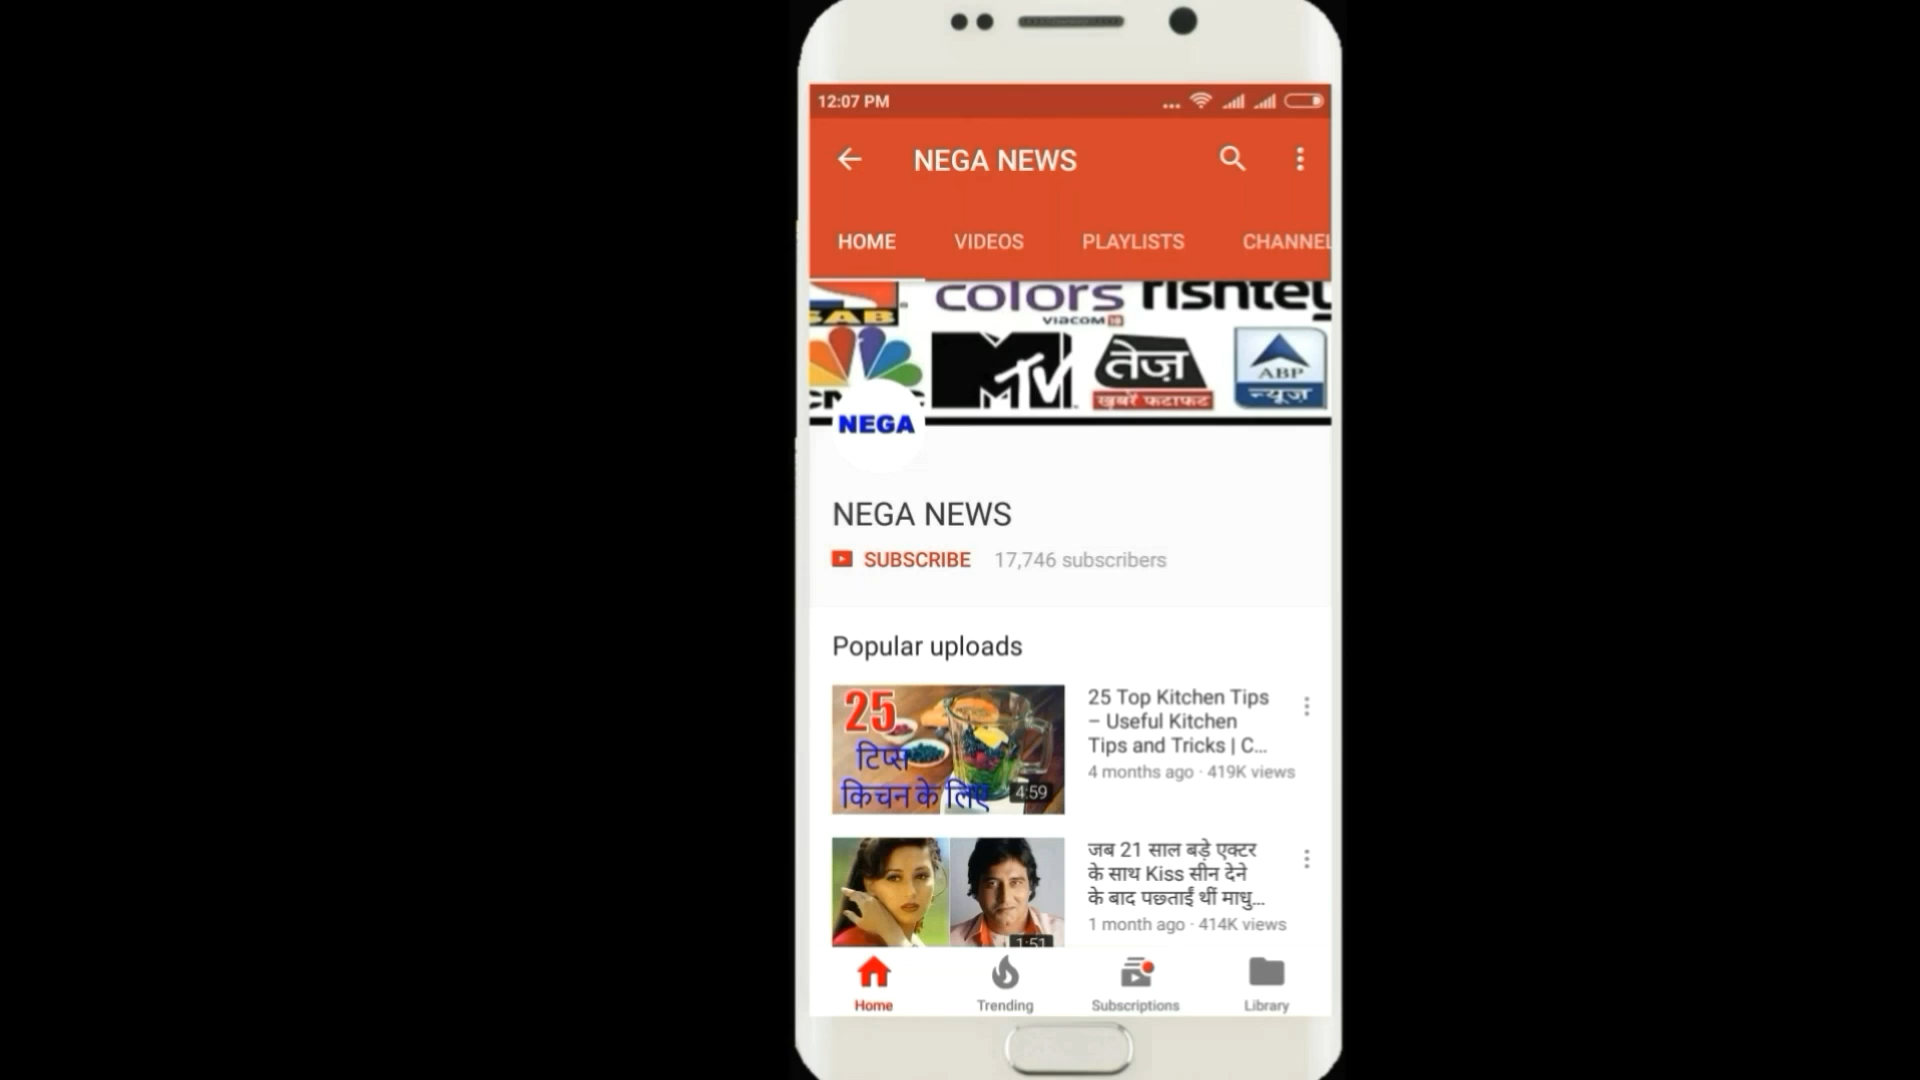 12:07 PM
NEGA NEWS
HOME VIDEOS PLAYLISTS CHANNEL
SAB colors rishtey
VIACOM18
MTV तेज़ ABP
ख़बरें फटाफट न्यूज़
NEGA
NEGA NEWS
SUBSCRIBE 17,746 subscribers
Popular uploads
25
टिप्स
किचन के लिए
4:59
25 Top Kitchen Tips
– Useful Kitchen
Tips and Tricks | C...
4 months ago · 419K views
1:51
जब 21 साल बड़े एक्टर
के साथ Kiss सीन देने
के बाद पछताईं थीं माधु...
1 month ago · 414K views
Home Trending Subscriptions Library